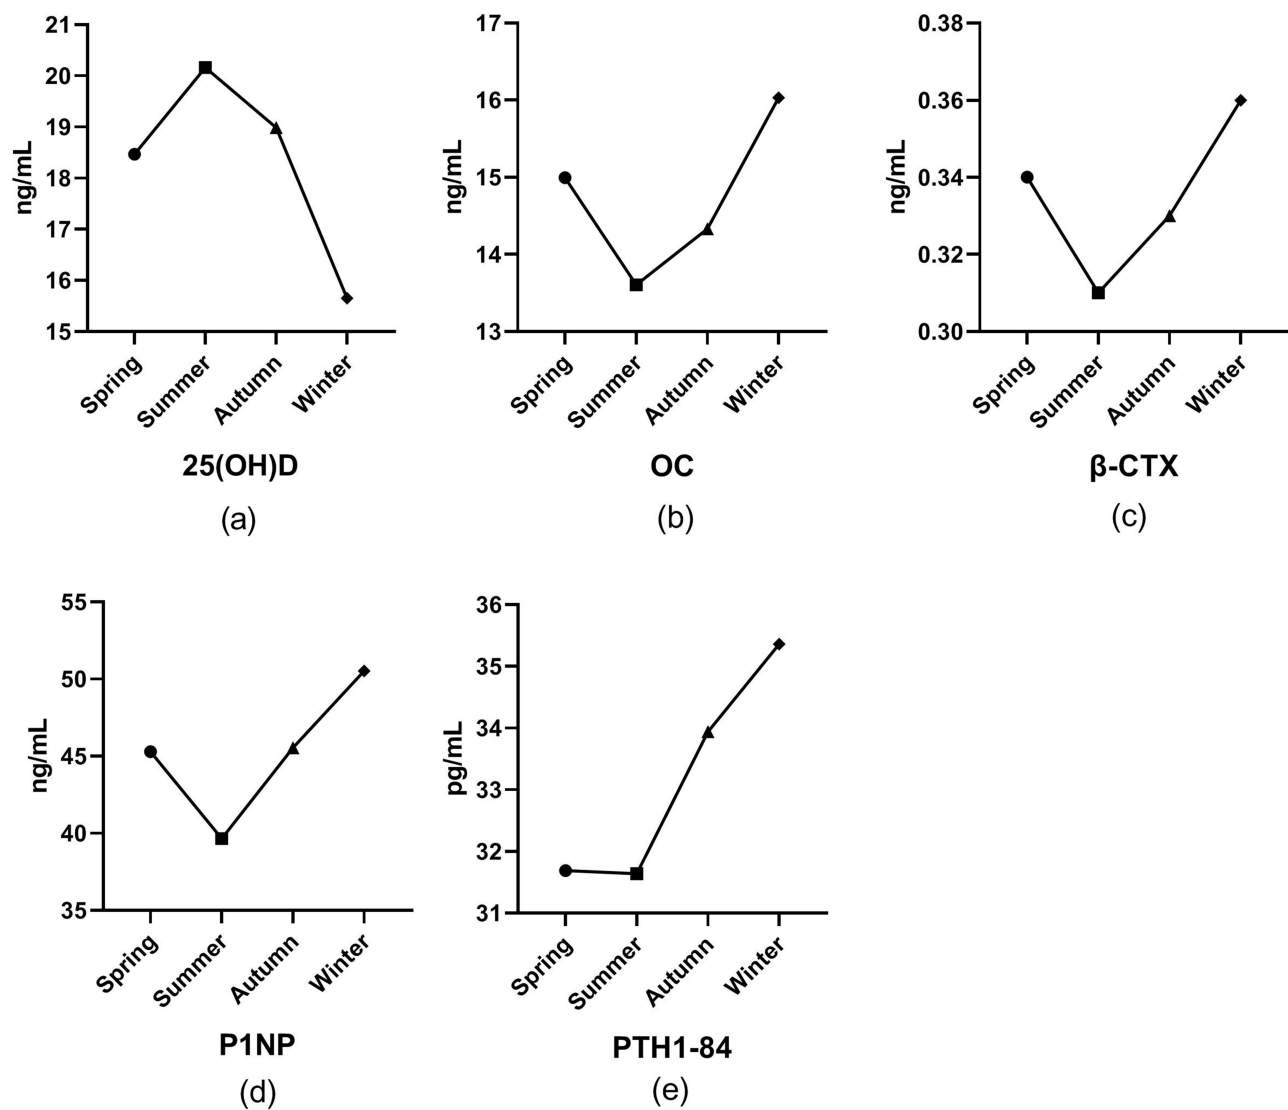 21
20
19
18
17
16
15
ng/mL
Spring
Summer
Autumn
Winter
25(OH)D
(a)
17
16
15
14
13
ng/mL
Spring
Summer
Autumn
Winter
OC
(b)
0.38
0.36
0.34
0.32
0.30
ng/mL
Spring
Summer
Autumn
Winter
β-CTX
(c)
55
50
45
40
35
ng/mL
Spring
Summer
Autumn
Winter
P1NP
(d)
36
35
34
33
32
31
pg/mL
Spring
Summer
Autumn
Winter
PTH1-84
(e)